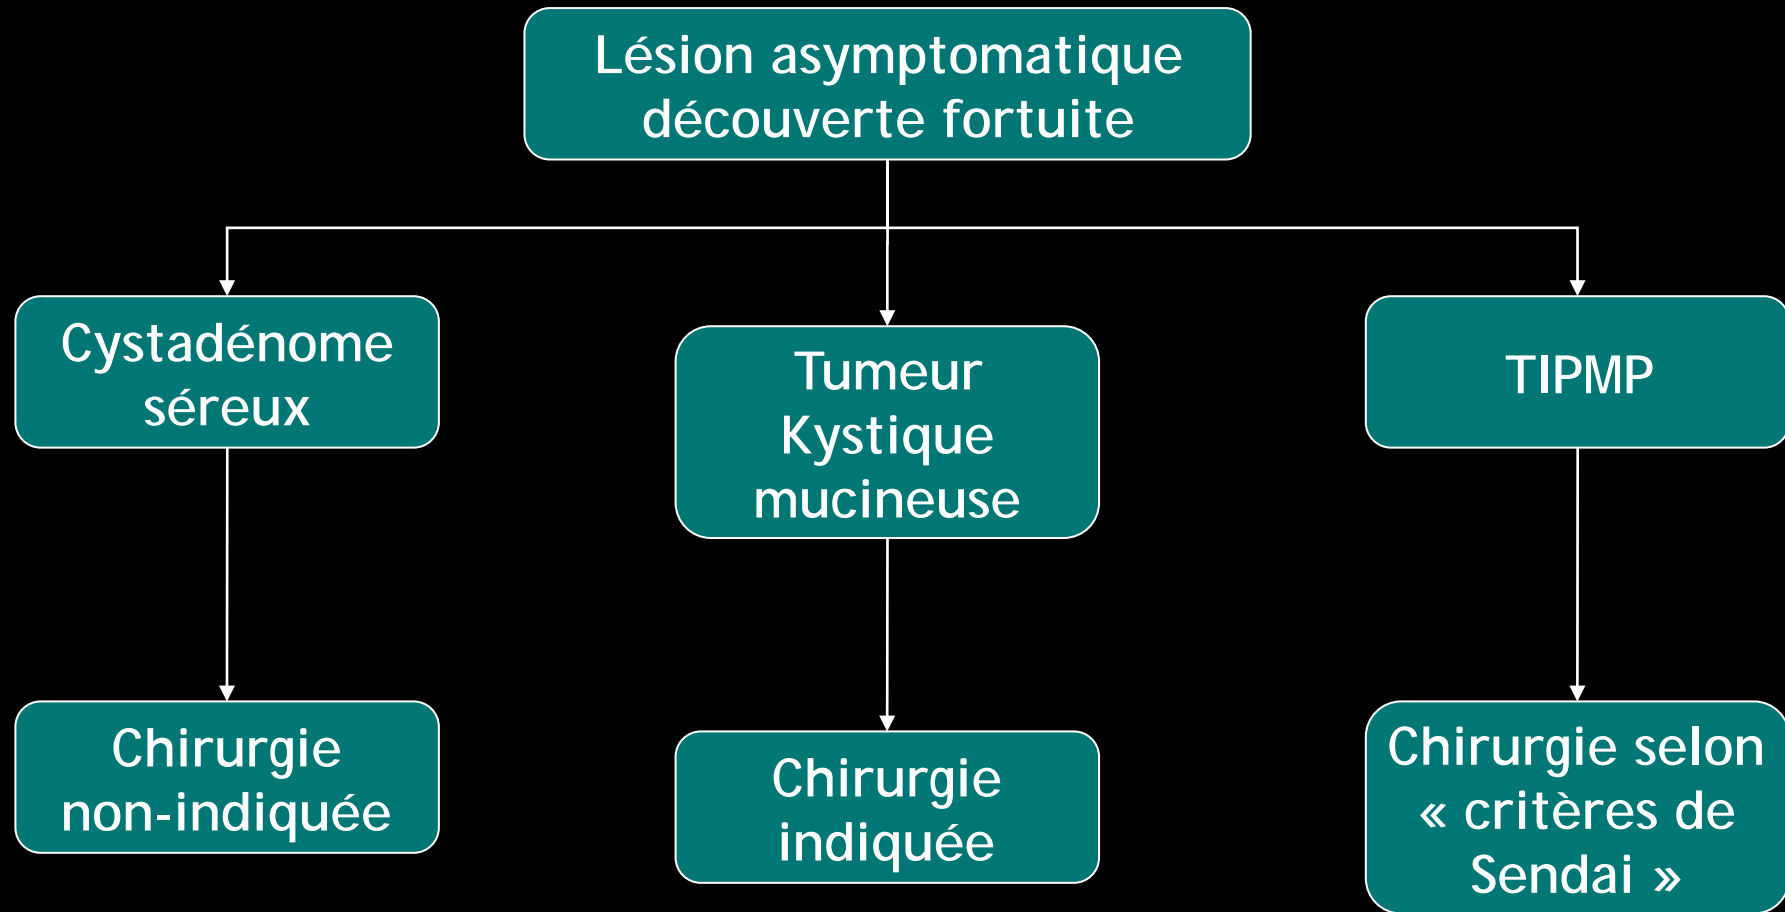 Lésion asymptomatique
découverte fortuite
Cystadénome
séreux
Tumeur
Kystique
mucineuse
TIPMP
Chirurgie
non-indiquée
Chirurgie
indiquée
Chirurgie selon
« critères de
Sendai »